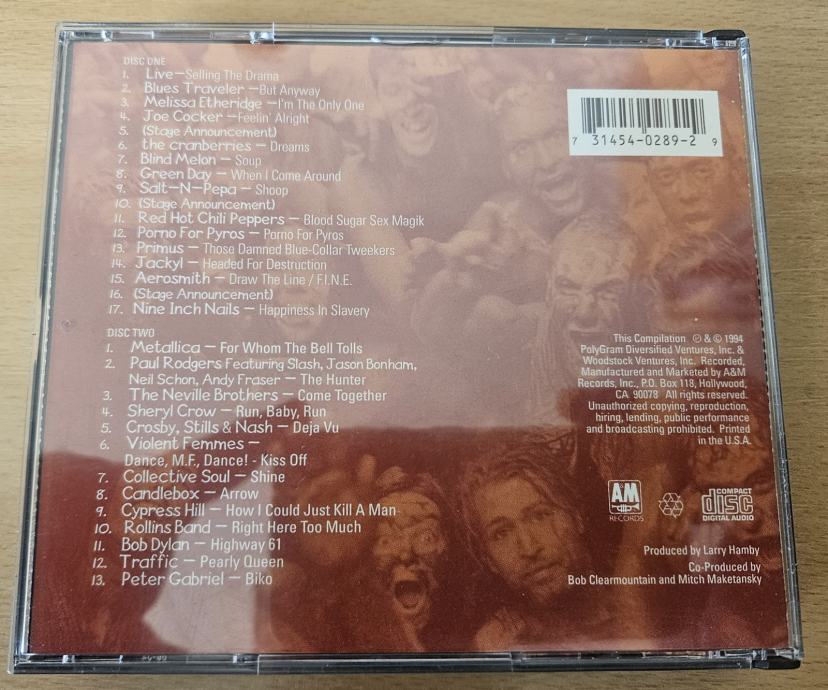 DISC ONE
1. Live — Selling The Drama
2. Blues Traveler — But Anyway
3. Melissa Etheridge — I'm The Only One
4. Joe Cocker — Feelin' Alright
5. (Stage Announcement)
6. the cranberries — Dreams
7. Blind Melon — Soup
8. Green Day — When I Come Around
9. Salt-N-Pepa — Shoop
10. (Stage Announcement)
11. Red Hot Chili Peppers — Blood Sugar Sex Magik
12. Porno For Pyros — Porno For Pyros
13. Primus — Those Damned Blue-Collar Tweekers
14. Jackyl — Headed For Destruction
15. Aerosmith — Draw The Line / F.I.N.E.
16. (Stage Announcement)
17. Nine Inch Nails — Happiness In Slavery
DISC TWO
1. Metallica — For Whom The Bell Tolls
2. Paul Rodgers Featuring Slash, Jason Bonham,
Neil Schon, Andy Fraser — The Hunter
3. The Neville Brothers — Come Together
4. Sheryl Crow — Run, Baby, Run
5. Crosby, Stills & Nash — Deja Vu
6. Violent Femmes —
Dance, M.F., Dance! - Kiss Off
7. Collective Soul — Shine
8. Candlebox — Arrow
9. Cypress Hill — How I Could Just Kill A Man
10. Rollins Band — Right Here Too Much
11. Bob Dylan — Highway 61
12. Traffic — Pearly Queen
13. Peter Gabriel — Biko
7 31454-0289-2 9
This Compilation ℗ & © 1994
PolyGram Diversified Ventures, Inc. &
Woodstock Ventures, Inc. Recorded,
Manufactured and Marketed by A&M
Records, Inc., P.O. Box 118, Hollywood,
CA 90078 All rights reserved.
Unauthorized copying, reproduction,
hiring, lending, public performance
and broadcasting prohibited. Printed
in the U.S.A.
AM
RECORDS
COMPACT
disc
DIGITAL AUDIO
Produced by Larry Hamby
Co-Produced by
Bob Clearmountain and Mitch Maketansky